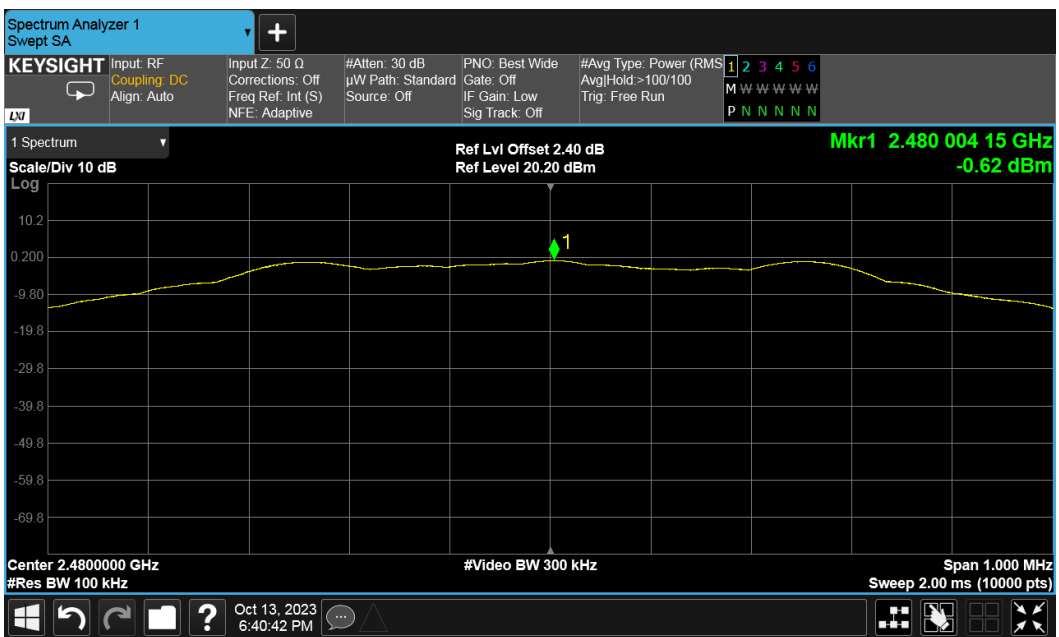 Spectrum Analyzer 1
Swept SA
+
KEYSIGHT
LXI
Input: RF
Coupling: DC
Align: Auto
Input Z: 50 Ω
Corrections: Off
Freq Ref: Int (S)
NFE: Adaptive
#Atten: 30 dB
µW Path: Standard
Source: Off
PNO: Best Wide
Gate: Off
IF Gain: Low
Sig Track: Off
#Avg Type: Power (RMS
Avg|Hold:>100/100
Trig: Free Run
1 2 3 4 5 6
M W W W W W W
P N N N N N N
1 Spectrum
Scale/Div 10 dB
Ref Lvl Offset 2.40 dB
Ref Level 20.20 dBm
Mkr1 2.480 004 15 GHz
-0.62 dBm
Log
10.2
0.200
-9.80
-19.8
-29.8
-39.8
-49.8
-59.8
-69.8
1
Center 2.4800000 GHz
#Res BW 100 kHz
#Video BW 300 kHz
Span 1.000 MHz
Sweep 2.00 ms (10000 pts)
?
Oct 13, 2023
6:40:42 PM